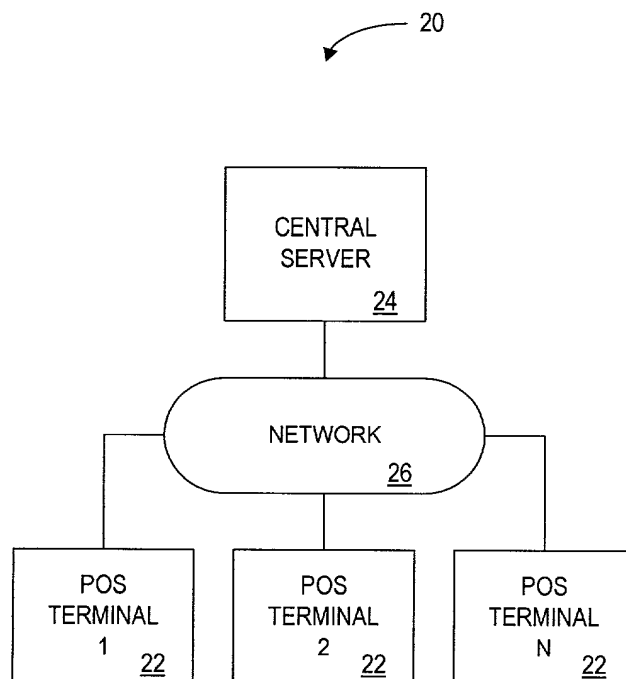 20
CENTRAL
SERVER
24
NETWORK
26
POS
TERMINAL
1
22
POS
TERMINAL
2
22
POS
TERMINAL
N
22